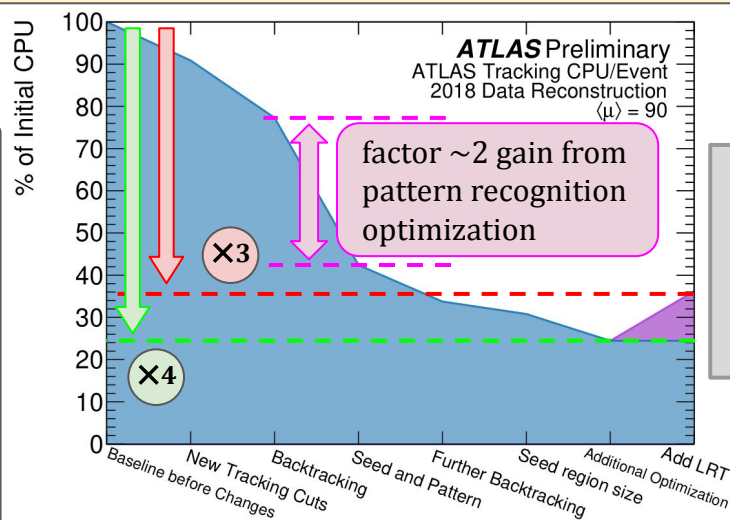 % of Initial CPU
100
90
80
70
60
50
40
30
20
10
0
ATLAS Preliminary
ATLAS Tracking CPU/Event
2018 Data Reconstruction
⟨μ⟩ = 90
factor ~2 gain from
pattern recognition
optimization
×3
×4
Baseline before Changes
New Tracking Cuts
Backtracking
Seed and Pattern
Further Backtracking
Seed region size
Additional Optimization
Add LRT